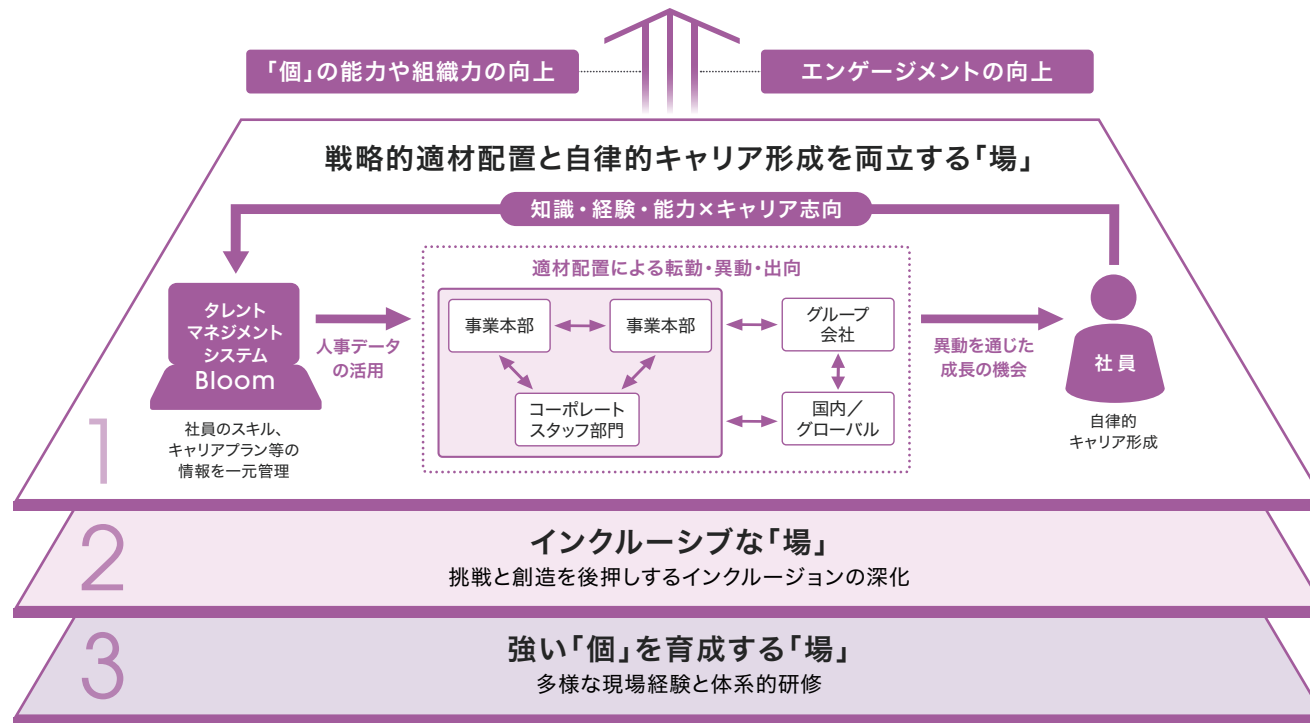 「個」の能力や組織力の向上
エンゲージメントの向上
戦略的適材配置と自律的キャリア形成を両立する「場」
知識・経験・能力×キャリア志向
適材配置による転勤・異動・出向
タレント
マネジメント
システム
Bloom
人事データ
の活用
事業本部
事業本部
コーポレート
スタッフ部門
グループ
会社
国内／
グローバル
異動を通じた
成長の機会
社員
社員のスキル、
キャリアプラン等の
情報を一元管理
自律的
キャリア形成
1
2
インクルーシブな「場」
挑戦と創造を後押しするインクルージョンの深化
3
強い「個」を育成する「場」
多様な現場経験と体系的研修